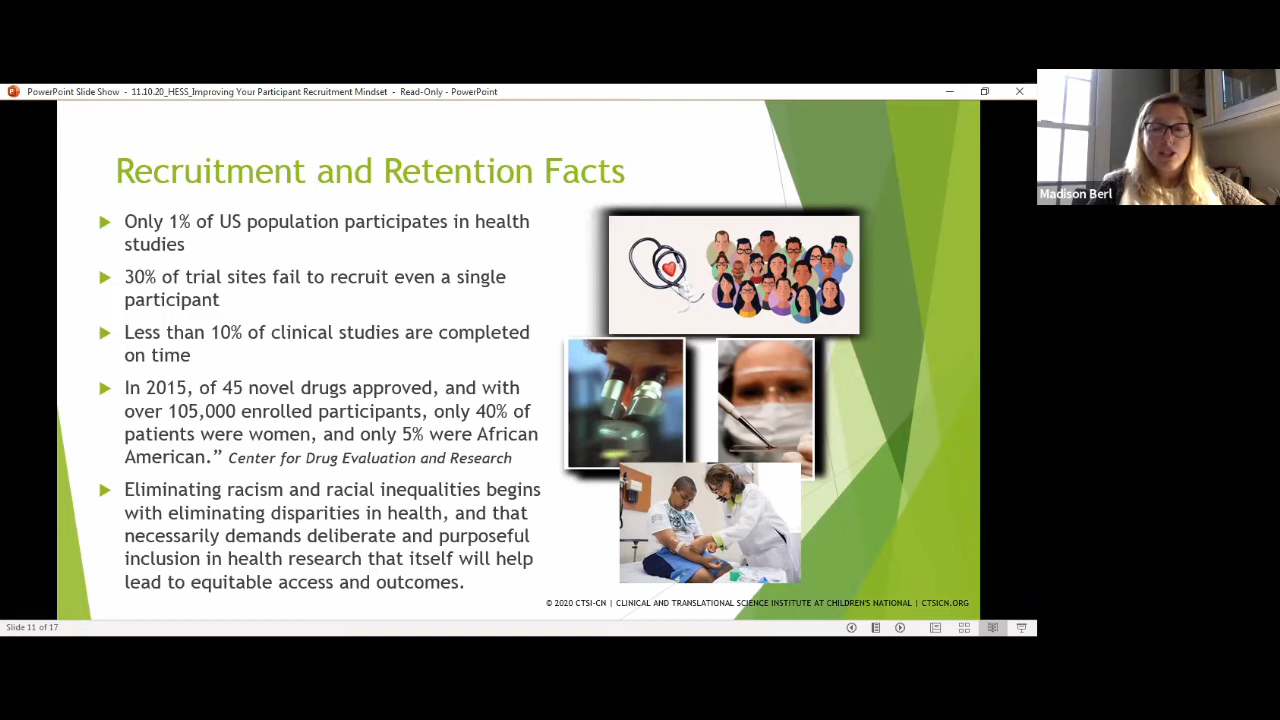 PowerPoint Slide Show - 11.10.20_HESS_Improving Your Participant Recruitment Mindset - Read-Only - PowerPoint
Madison Berl
Recruitment and Retention Facts
Only 1% of US population participates in health
studies
30% of trial sites fail to recruit even a single
participant
Less than 10% of clinical studies are completed
on time
In 2015, of 45 novel drugs approved, and with
over 105,000 enrolled participants, only 40% of
patients were women, and only 5% were African
American.” Center for Drug Evaluation and Research
Eliminating racism and racial inequalities begins
with eliminating disparities in health, and that
necessarily demands deliberate and purposeful
inclusion in health research that itself will help
lead to equitable access and outcomes.
© 2020 CTSI-CN | CLINICAL AND TRANSLATIONAL SCIENCE INSTITUTE AT CHILDREN'S NATIONAL | CTSICN.ORG
Slide 11 of 17